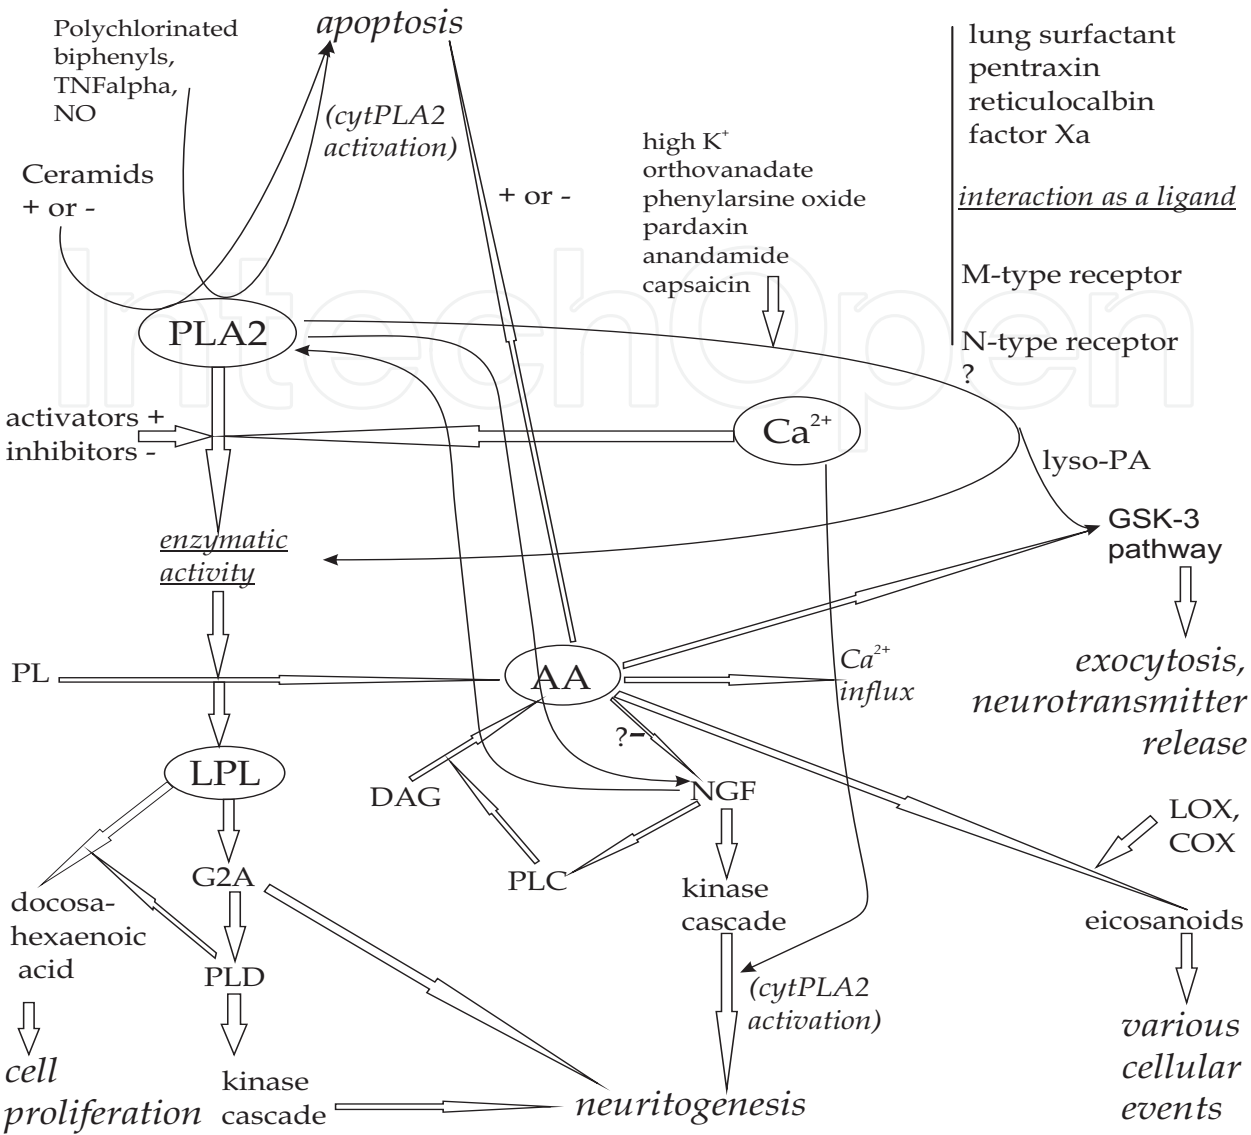 Polychlorinated
biphenyls,
TNFalpha,
NO
apoptosis
(cytPLA2
activation)
Ceramids
+ or -
+ or -
high K⁺
orthovanadate
phenylarsine oxide
pardaxin
anandamide
capsaicin
lung surfactant
pentraxin
reticulocalbin
factor Xa
interaction as a ligand
M-type receptor
N-type receptor
?
IntechOpen
PLA2
activators +
inhibitors -
Ca²⁺
lyso-PA
GSK-3
pathway
enzymatic
activity
PL
AA
Ca²⁺
influx
exocytosis,
neurotransmitter
release
?-
LPL
DAG
NGF
LOX,
COX
PLC
G2A
kinase
cascade
docosa-
hexaenoic
acid
PLD
eicosanoids
(cytPLA2
activation)
cell
proliferation
kinase
cascade
neuritogenesis
various
cellular
events